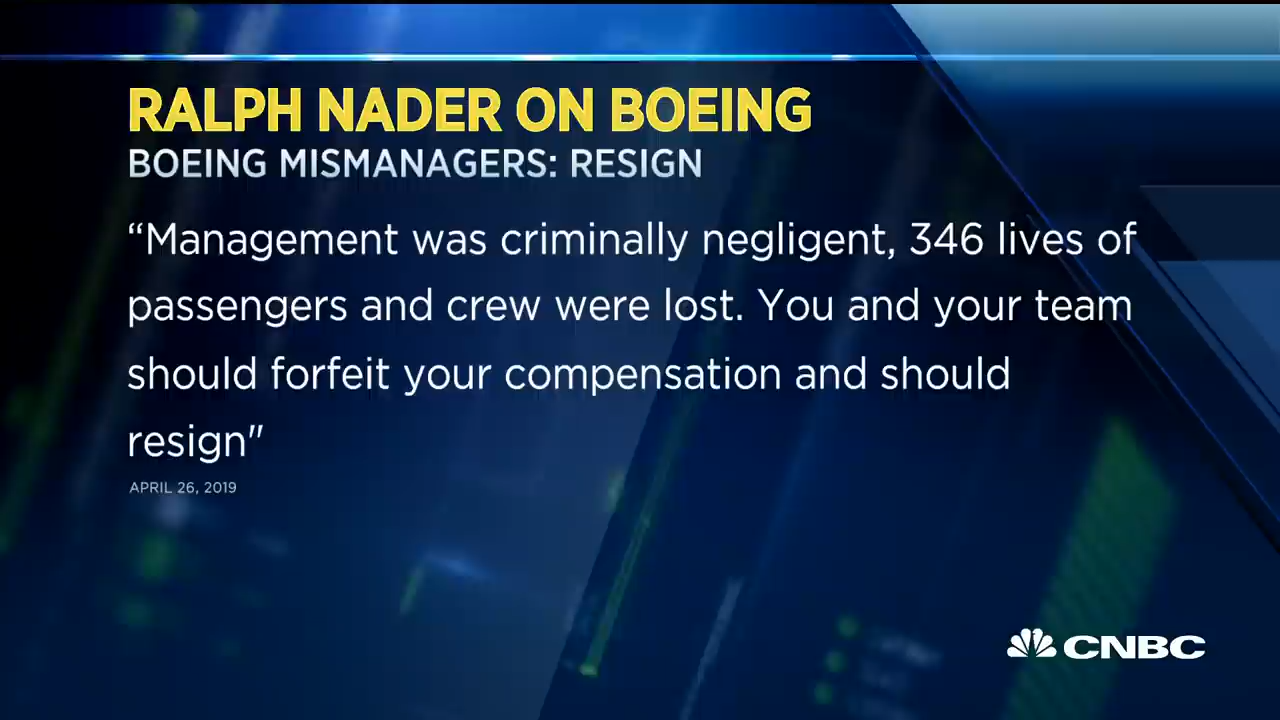 RALPH NADER ON BOEING
BOEING MISMANAGERS: RESIGN
“Management was criminally negligent, 346 lives of
passengers and crew were lost. You and your team
should forfeit your compensation and should
resign"
APRIL 26, 2019
CNBC